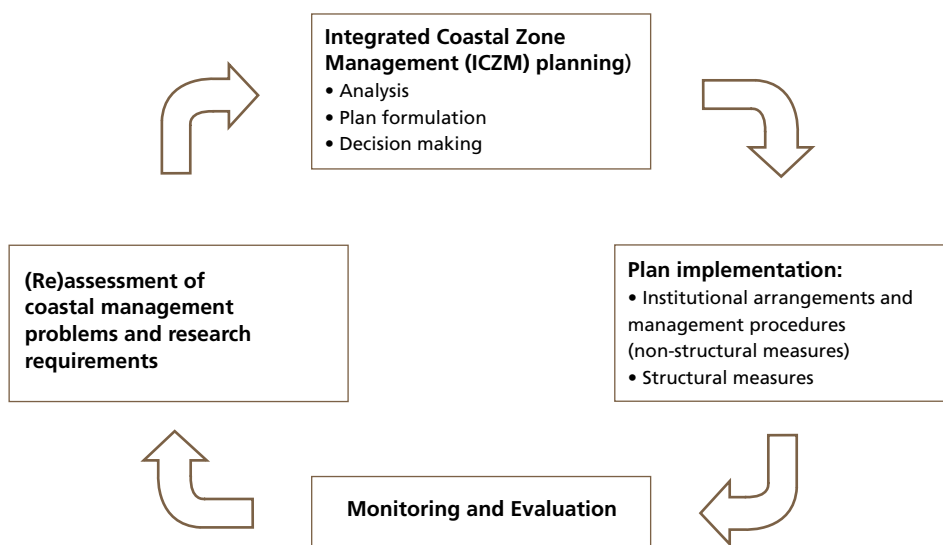 Integrated Coastal Zone
Management (ICZM) planning)
• Analysis
• Plan formulation
• Decision making
(Re)assessment of
coastal management
problems and research
requirements
Plan implementation:
• Institutional arrangements and
management procedures
(non-structural measures)
• Structural measures
Monitoring and Evaluation